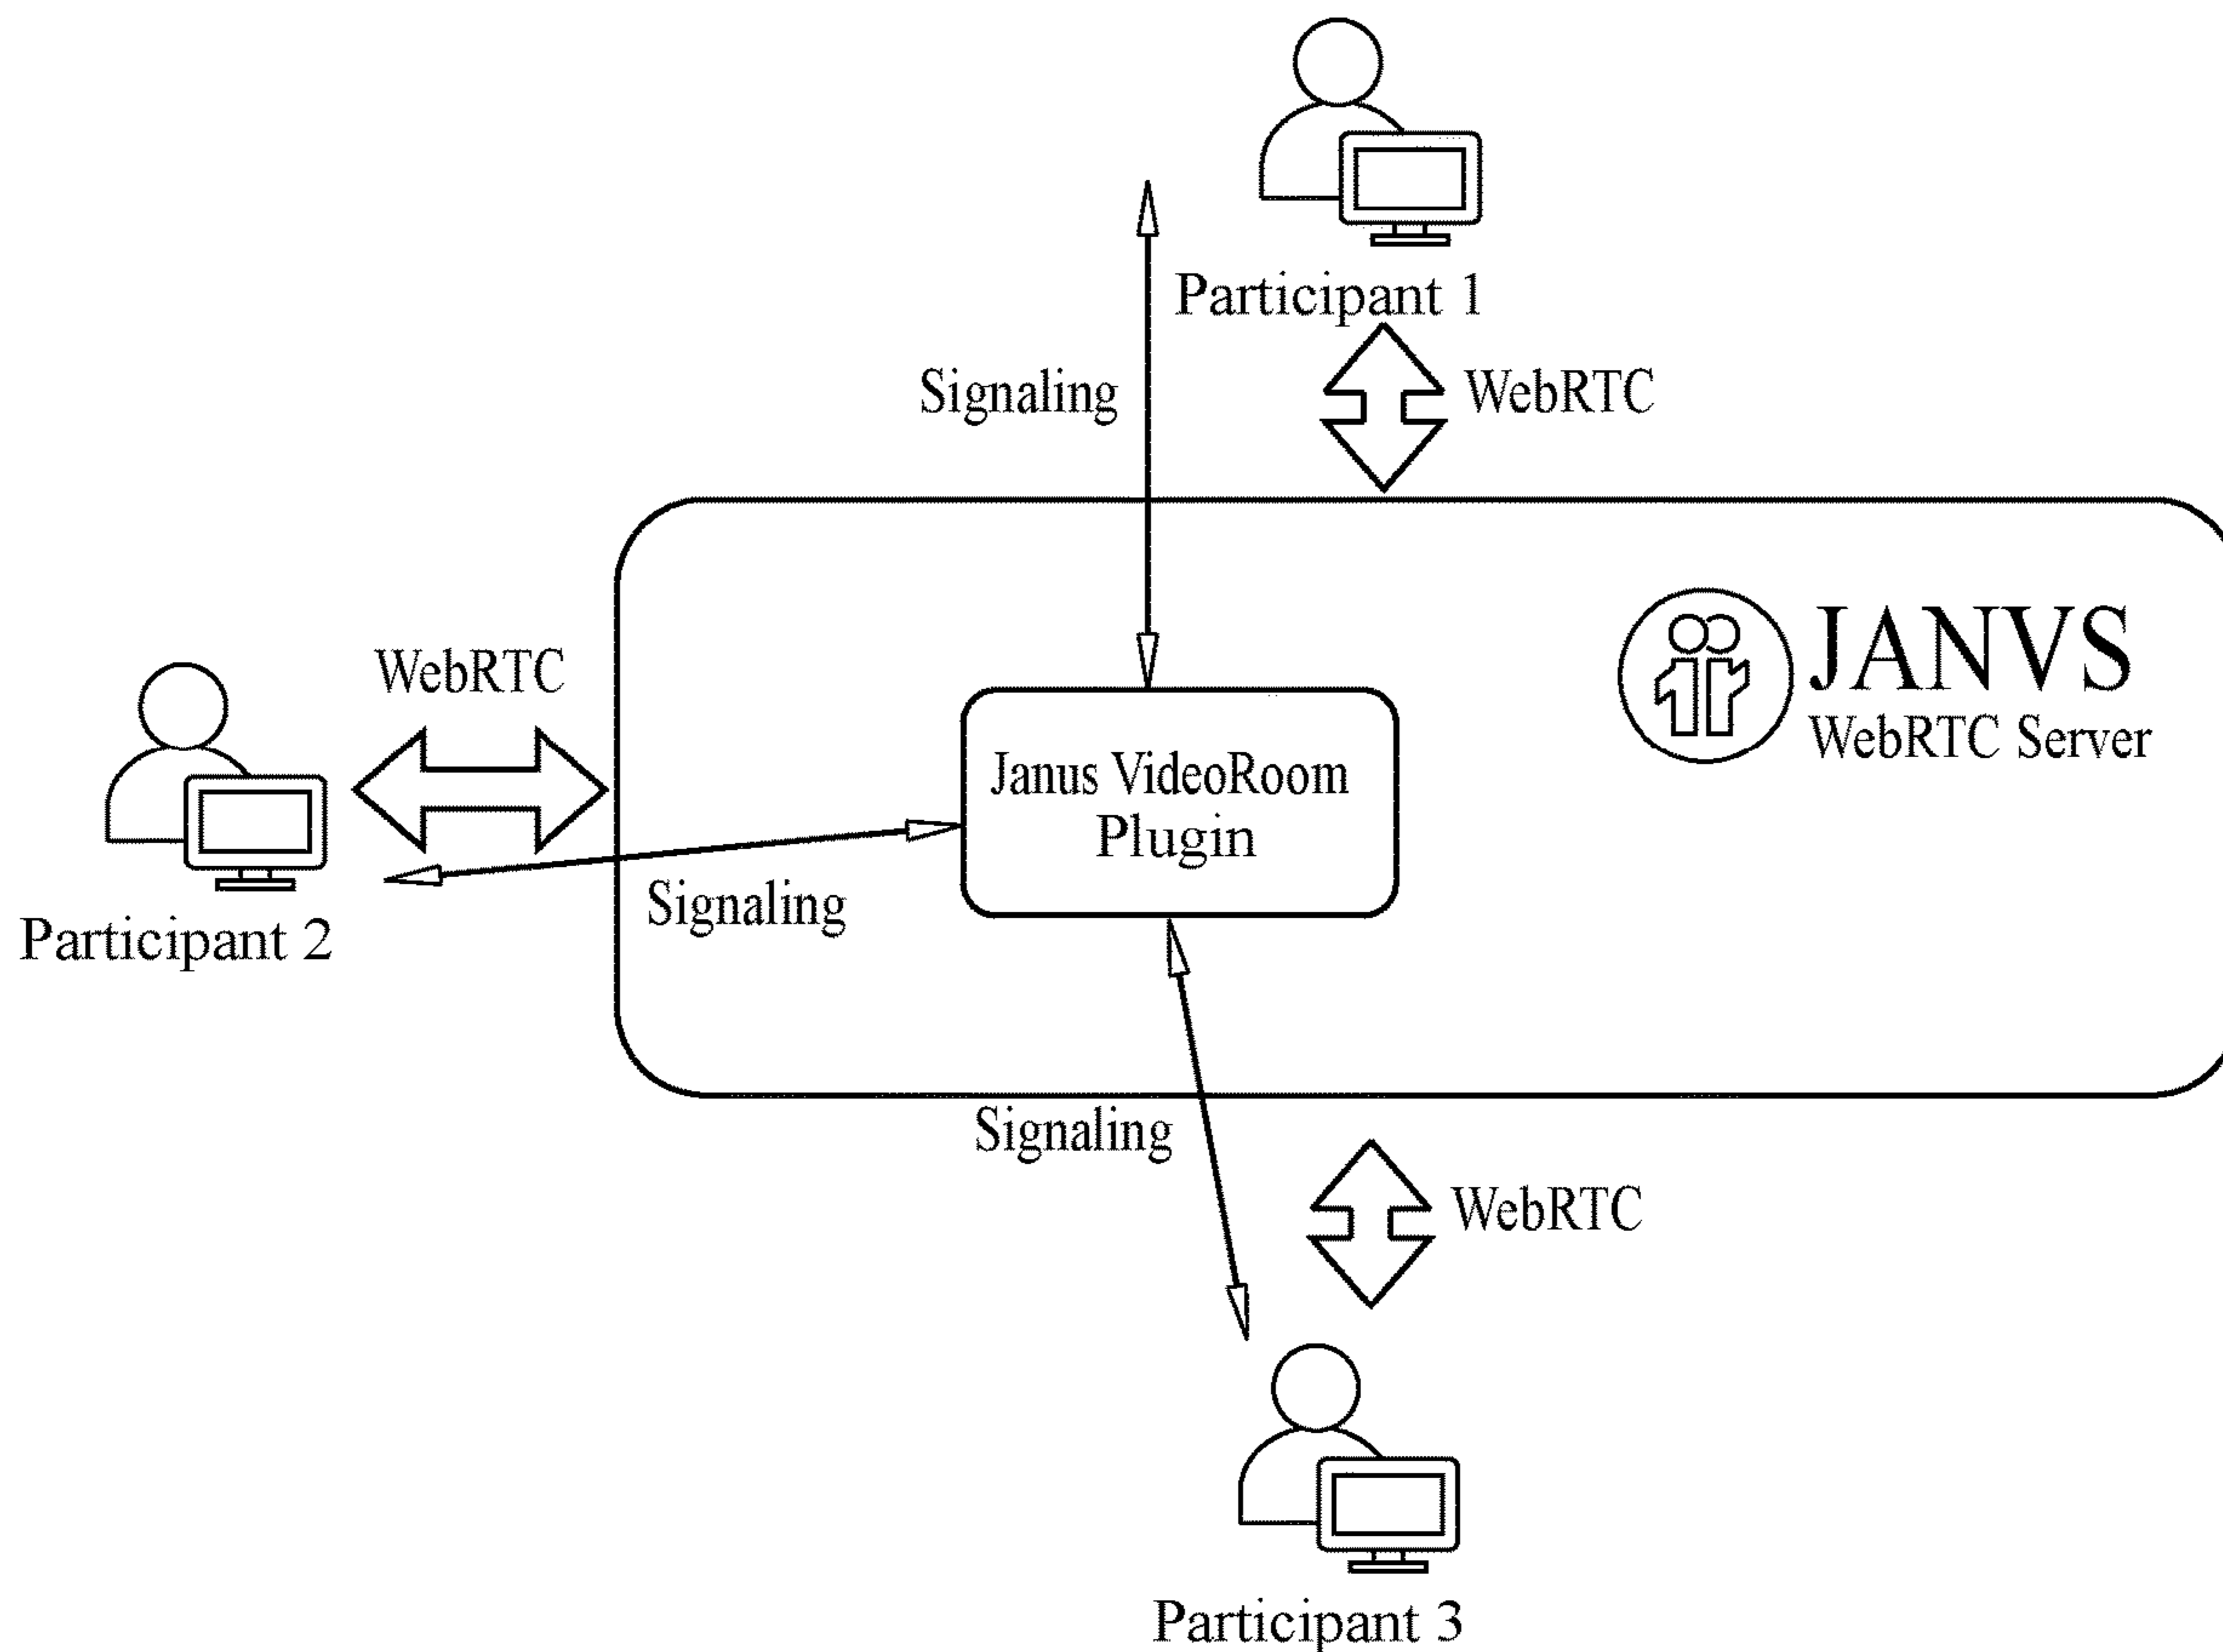 Participant 1
Signaling
WebRTC
JANVS
WebRTC Server
WebRTC
Janus VideoRoom
Plugin
Signaling
Participant 2
Signaling
WebRTC
Participant 3